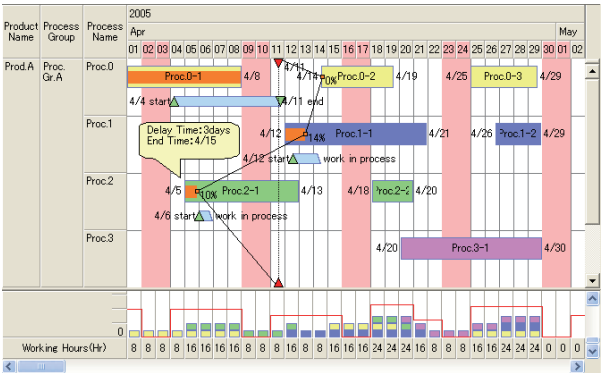 2005
Product Name
Process Group
Process Name
Apr
May
01 02 03 04 05 06 07 08 09 10 11 12 13 14 15 16 17 18 19 20 21 22 23 24 25 26 27 28 29 30 01 02
Prod.A
Proc. Gr.A
Proc.0
4/11
Proc.0-1
4/8
4/14
0%
Proc.0-2
4/19
4/25
Proc.0-3
4/29
4/4 start
4/11 end
Proc.1
Delay Time:3days
End Time:4/15
4/12
14%
Proc.1-1
4/21
4/26
Proc.1-2
4/29
4/12 start
work in process
Proc.2
4/5
10%
Proc.2-1
4/13
4/18
Proc.2-2
4/20
4/6 start
work in process
Proc.3
4/20
Proc.3-1
4/30
0
Working Hours(Hr)
8 8 8 8 16 16 16 16 8 8 8 16 8 8 16 16 16 24 24 24 16 8 8 16 16 24 24 24 0 0 0